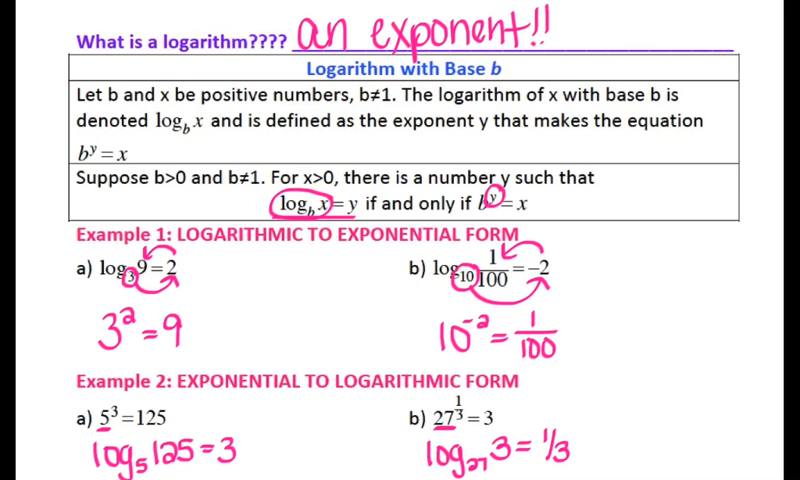 What is a logarithm???? an exponent!!
Logarithm with Base b
Let b and x be positive numbers, b≠1. The logarithm of x with base b is
denoted log_b x and is defined as the exponent y that makes the equation
b^y = x
Suppose b>0 and b≠1. For x>0, there is a number y such that
log_b x = y if and only if b^y = x
Example 1: LOGARITHMIC TO EXPONENTIAL FORM
a) log_3 9 = 2 b) log_10 1/100 = −2
3^2 = 9 10^-2 = 1/100
Example 2: EXPONENTIAL TO LOGARITHMIC FORM
a) 5^3 = 125 b) 27^1/3 = 3
log_5 125 = 3 log_27 3 = 1/3